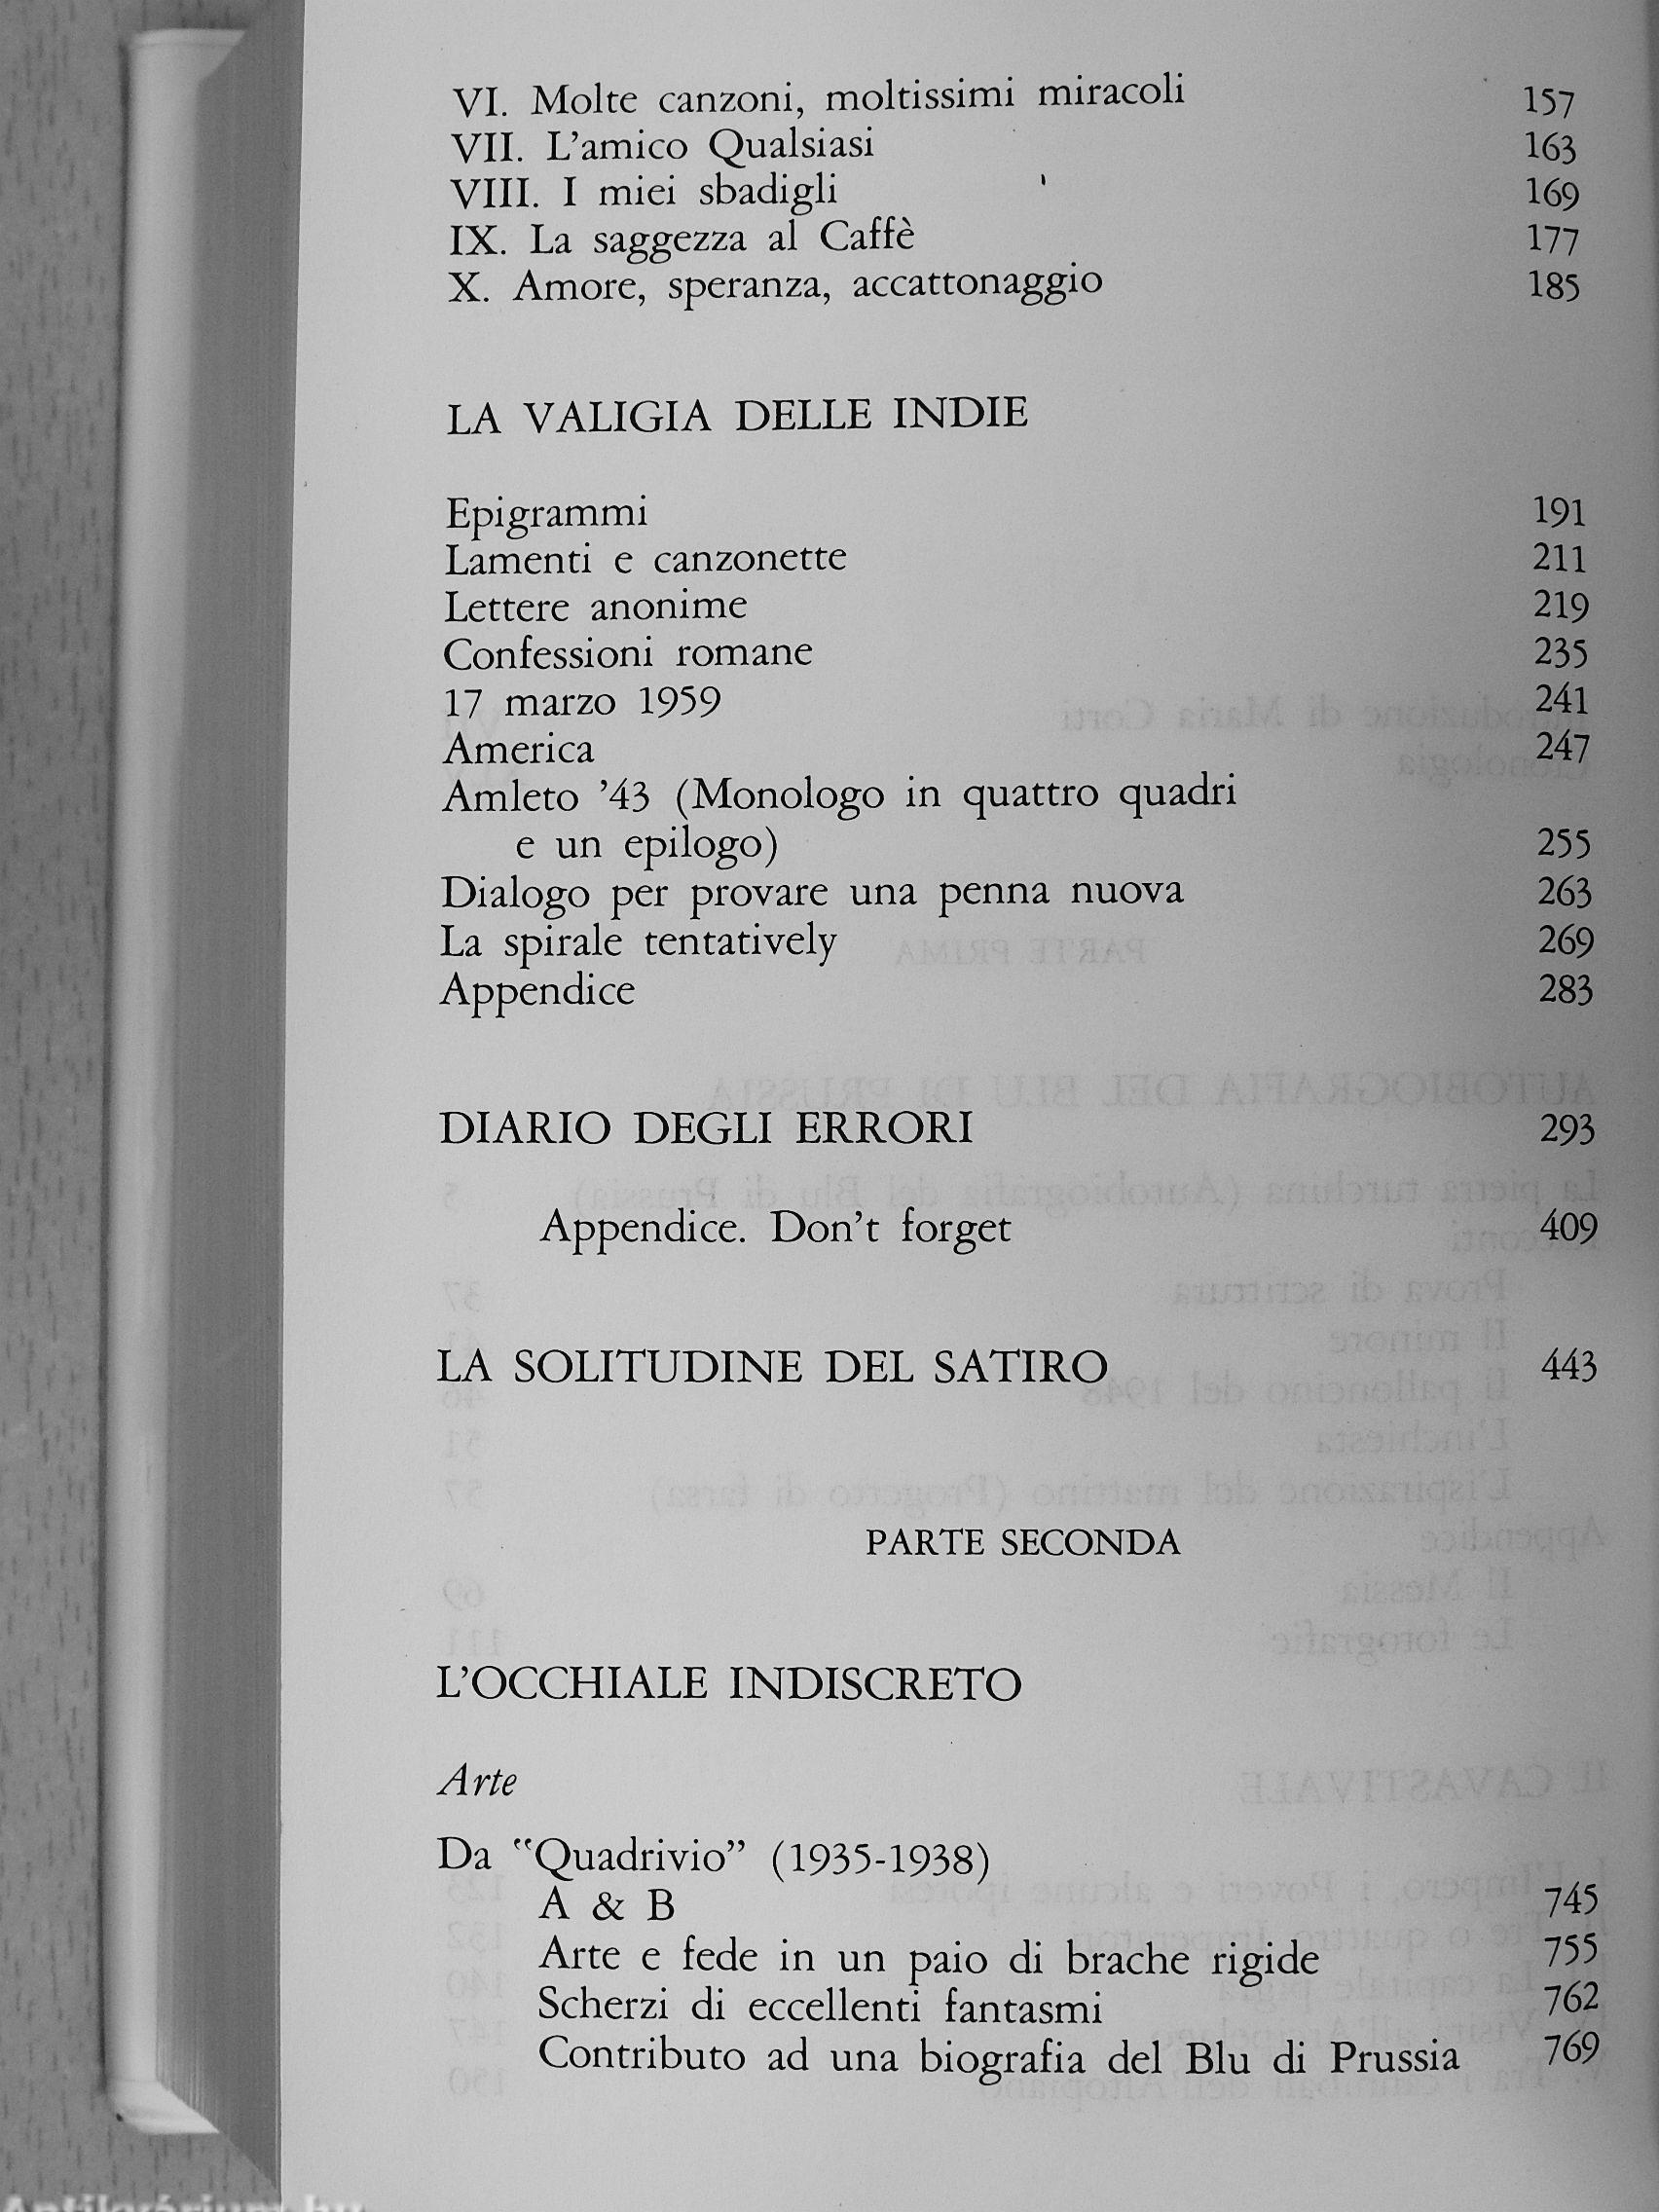 VI. Molte canzoni, moltissimi miracoli 157
VII. L'amico Qualsiasi 163
VIII. I miei sbadigli 169
IX. La saggezza al Caffè 177
X. Amore, speranza, accattonaggio 185
LA VALIGIA DELLE INDIE
Epigrammi 191
Lamenti e canzonette 211
Lettere anonime 219
Confessioni romane 235
17 marzo 1959 241
America 247
Amleto ’43 (Monologo in quattro quadri
e un epilogo) 255
Dialogo per provare una penna nuova 263
La spirale tentatively 269
Appendice 283
DIARIO DEGLI ERRORI 293
Appendice. Don't forget 409
LA SOLITUDINE DEL SATIRO 443
PARTE SECONDA
L'OCCHIALE INDISCRETO
Arte
Da “Quadrivio” (1935-1938)
A & B 745
Arte e fede in un paio di brache rigide 755
Scherzi di eccellenti fantasmi 762
Contributo ad una biografia del Blu di Prussia 769